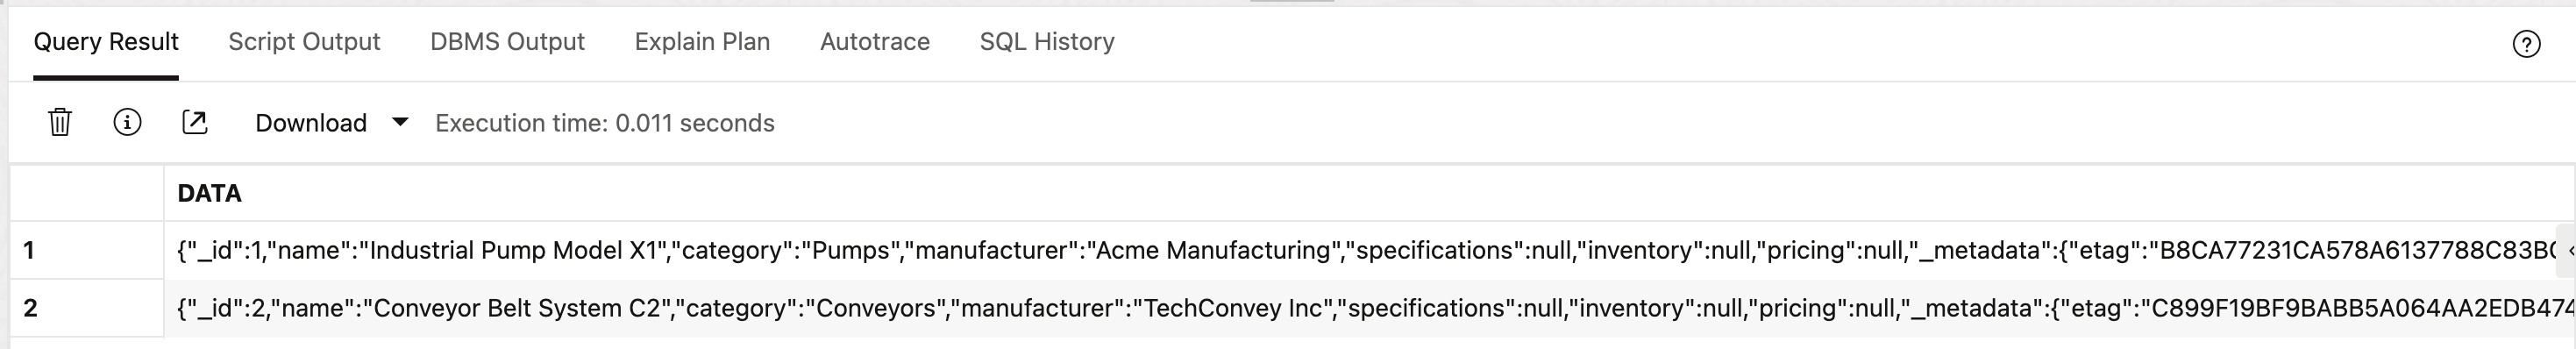 Query Result Script Output DBMS Output Explain Plan Autotrace SQL History
Download Execution time: 0.011 seconds
DATA
1 {"_id":1,"name":"Industrial Pump Model X1","category":"Pumps","manufacturer":"Acme Manufacturing","specifications":null,"inventory":null,"pricing":null,"_metadata":{"etag":"B8CA77231CA578A6137788C83B
2 {"_id":2,"name":"Conveyor Belt System C2","category":"Conveyors","manufacturer":"TechConvey Inc","specifications":null,"inventory":null,"pricing":null,"_metadata":{"etag":"C899F19BF9BABB5A064AA2EDB474